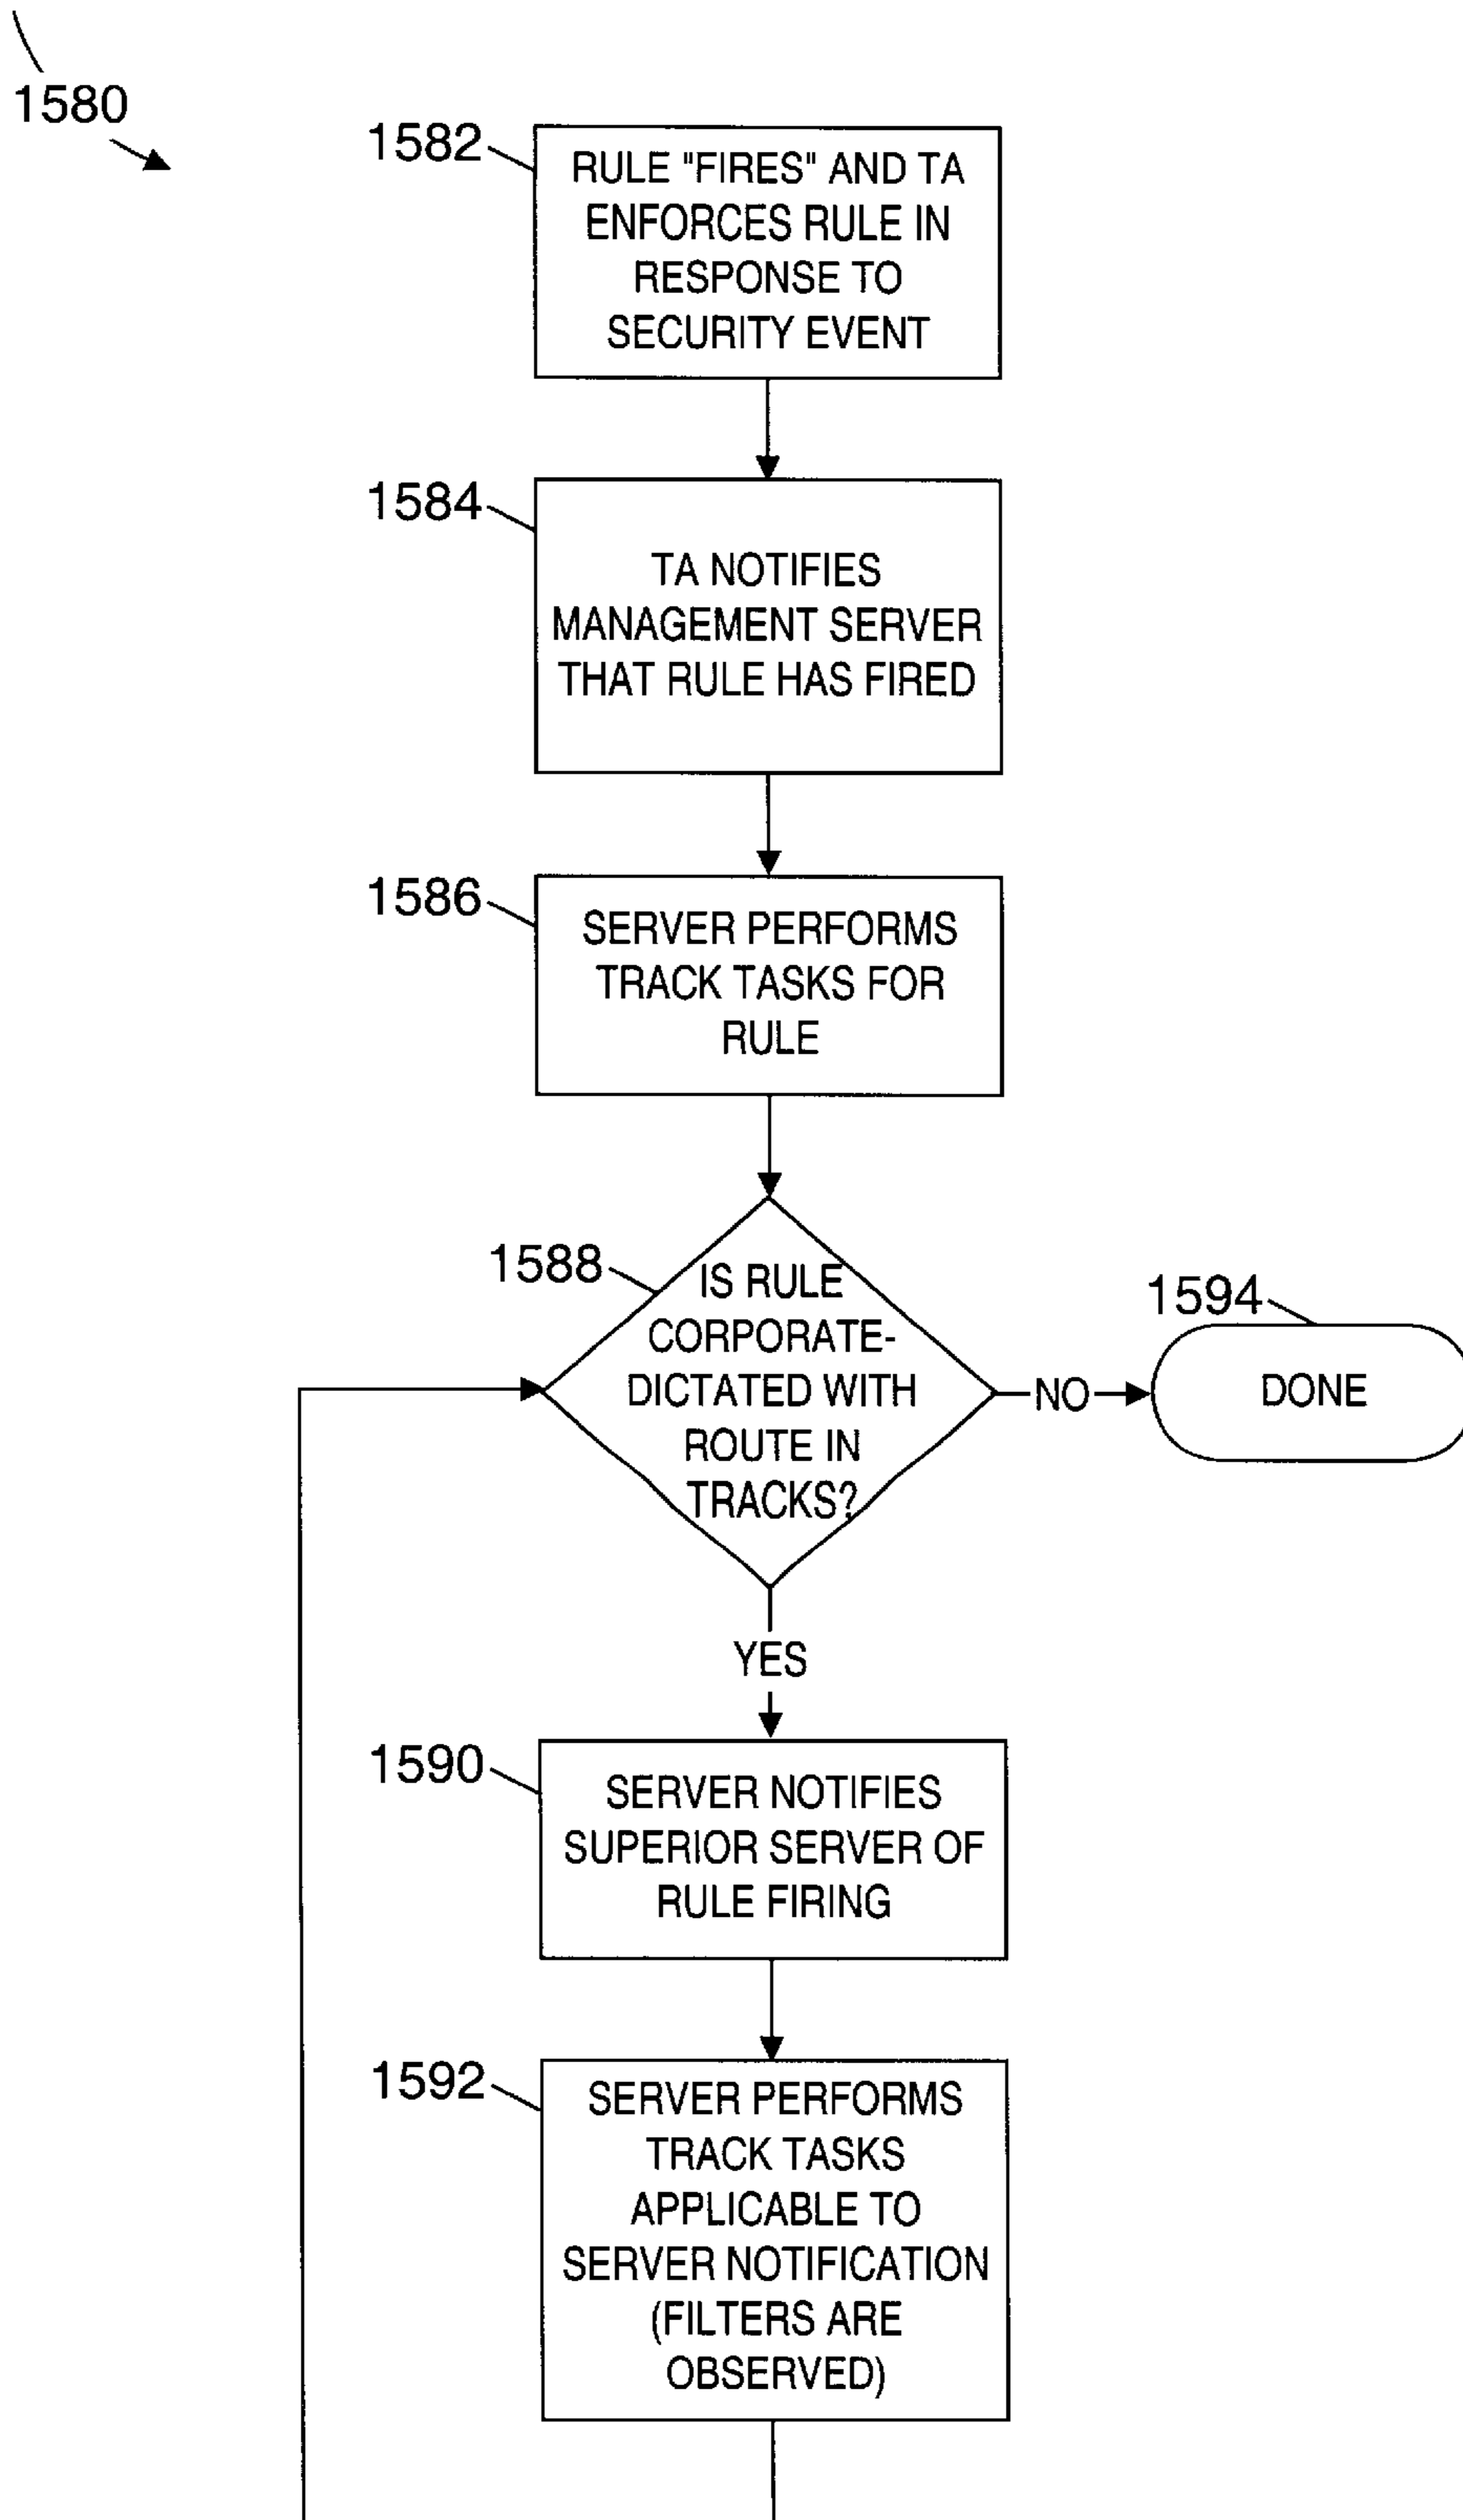 1580
1582
RULE "FIRES" AND TA
ENFORCES RULE IN
RESPONSE TO
SECURITY EVENT
1584
TA NOTIFIES
MANAGEMENT SERVER
THAT RULE HAS FIRED
1586
SERVER PERFORMS
TRACK TASKS FOR
RULE
1588
IS RULE
CORPORATE-
DICTATED WITH
ROUTE IN
TRACKS?
NO
1594
DONE
YES
1590
SERVER NOTIFIES
SUPERIOR SERVER OF
RULE FIRING
1592
SERVER PERFORMS
TRACK TASKS
APPLICABLE TO
SERVER NOTIFICATION
(FILTERS ARE
OBSERVED)